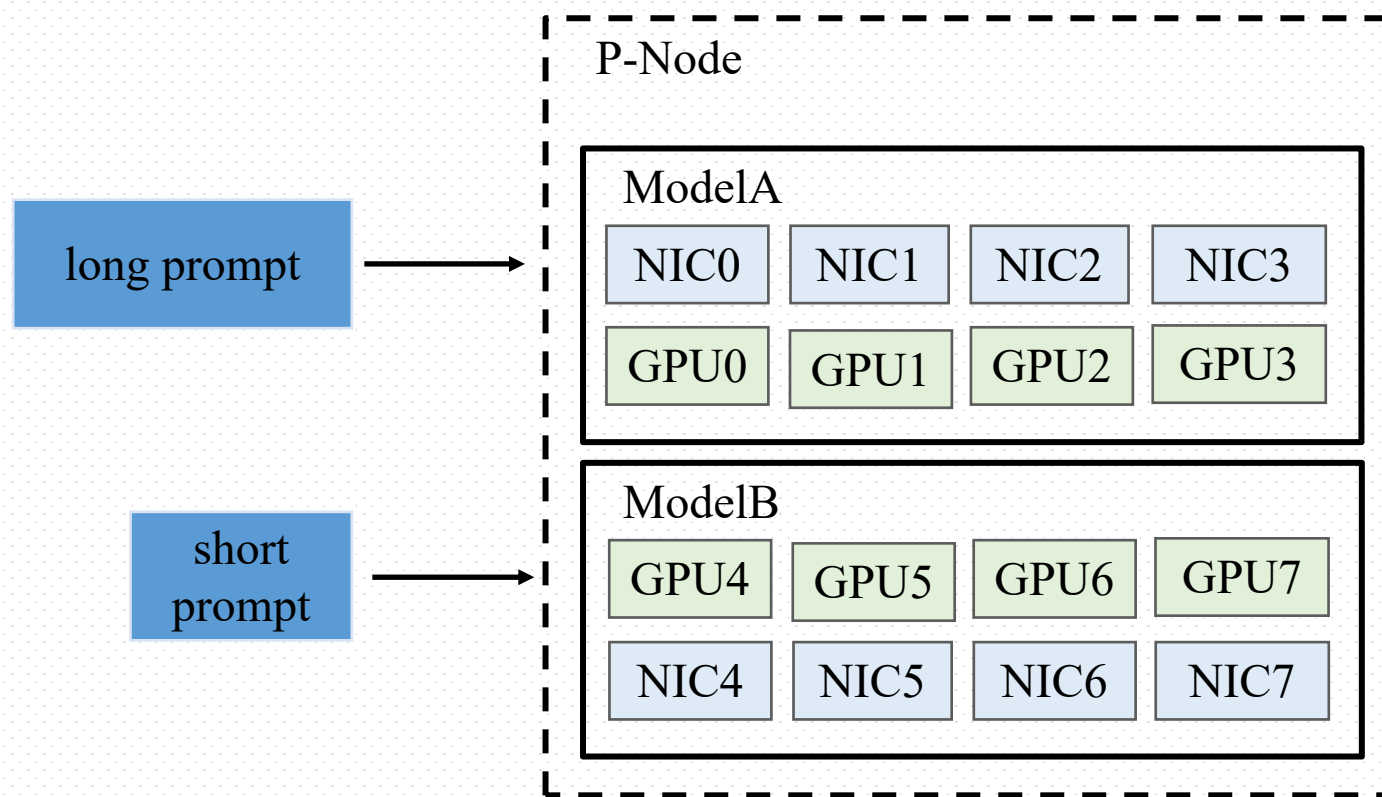 P-Node
ModelA
long prompt
NIC0 NIC1 NIC2 NIC3
GPU0 GPU1 GPU2 GPU3
ModelB
short
prompt
GPU4 GPU5 GPU6 GPU7
NIC4 NIC5 NIC6 NIC7